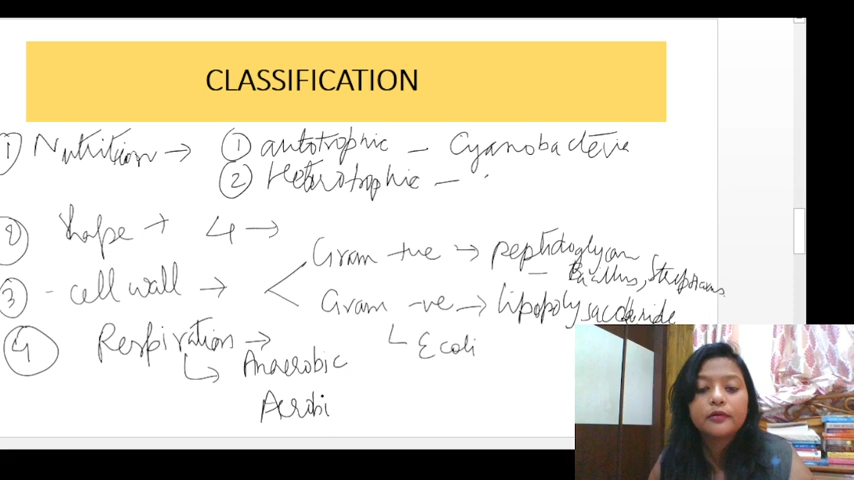 CLASSIFICATION
① Nutrition → ① autotrophic – Cyanobacteria
② Heterotrophic –
② Shape → 4 →
Gram +ve → peptidoglycan
– Bacillus, Streptococcus
③ - cell wall →
Gram -ve → lipopolysaccharide
④ Respiration →
E coli
Anaerobic
Aerobi